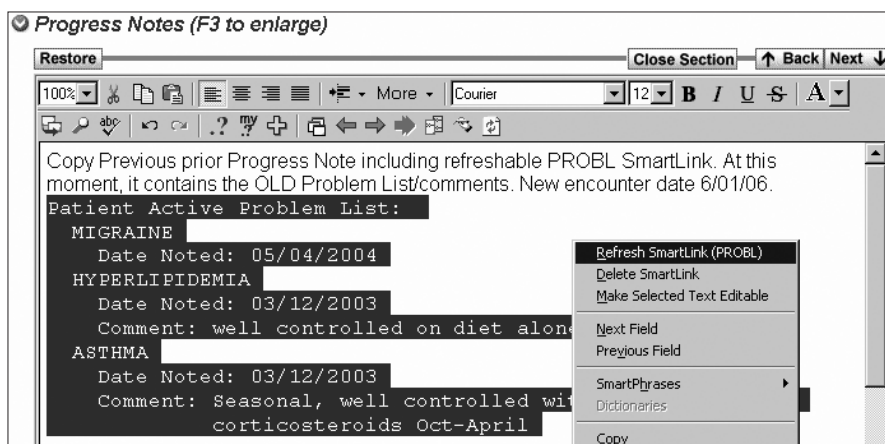 Progress Notes (F3 to enlarge)
Restore Close Section Back Next
100% More Courier 12 B I U S A
abc .? my
Copy Previous prior Progress Note including refreshable PROBL SmartLink. At this
moment, it contains the OLD Problem List/comments. New encounter date 6/01/06.
Patient Active Problem List:
MIGRAINE
Date Noted: 05/04/2004
HYPERLIPIDEMIA
Date Noted: 03/12/2003
Comment: well controlled on diet alone
ASTHMA
Date Noted: 03/12/2003
Comment: Seasonal, well controlled
corticosteroids Oct-April
Refresh SmartLink (PROBL)
Delete SmartLink
Make Selected Text Editable
Next Field
Previous Field
SmartPhrases
Dictionaries
Copy